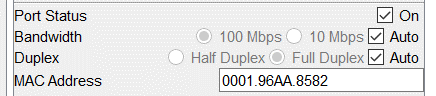 Port Status On
Bandwidth 100 Mbps 10 Mbps Auto
Duplex Half Duplex Full Duplex Auto
MAC Address 0001.96AA.8582